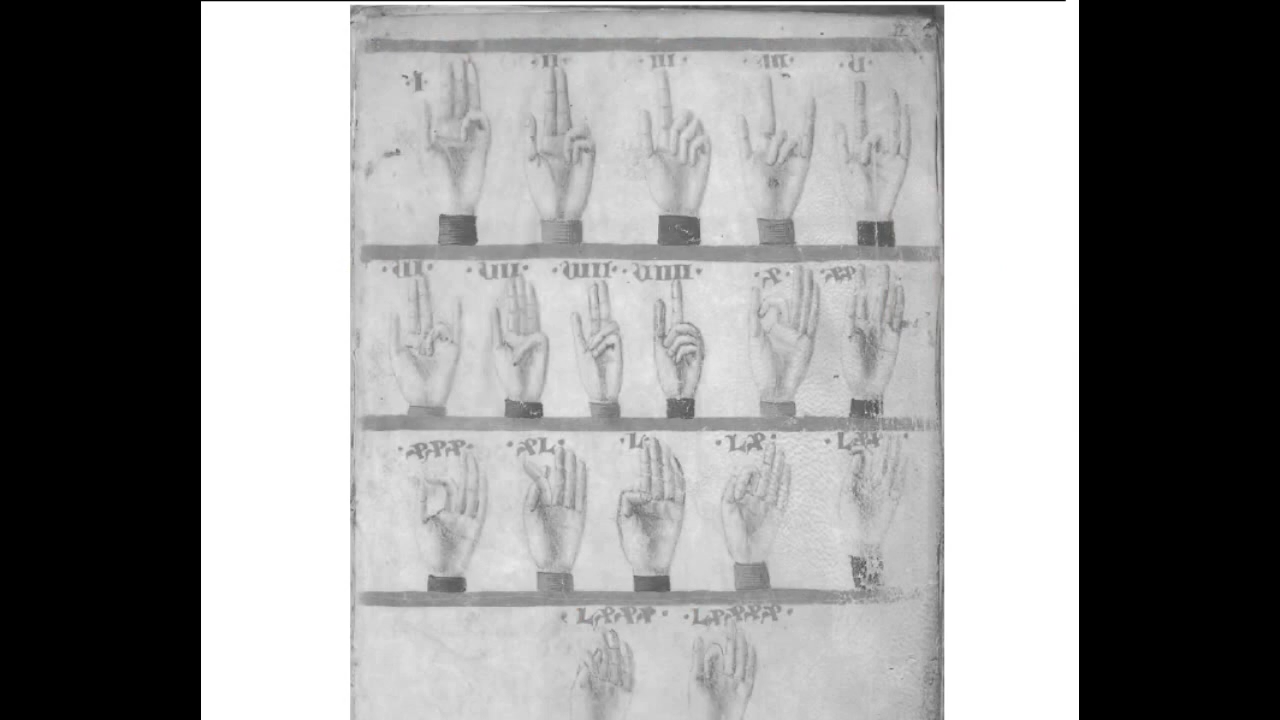 ·I· ·II· ·III· ·IIII· ·V·
·VI· ·VII· ·VIII· ·VIIII· ·X· ·XX·
·XXX· ·XL· ·L· ·LX· ·LXX·
·LXXX· ·LXXXX·